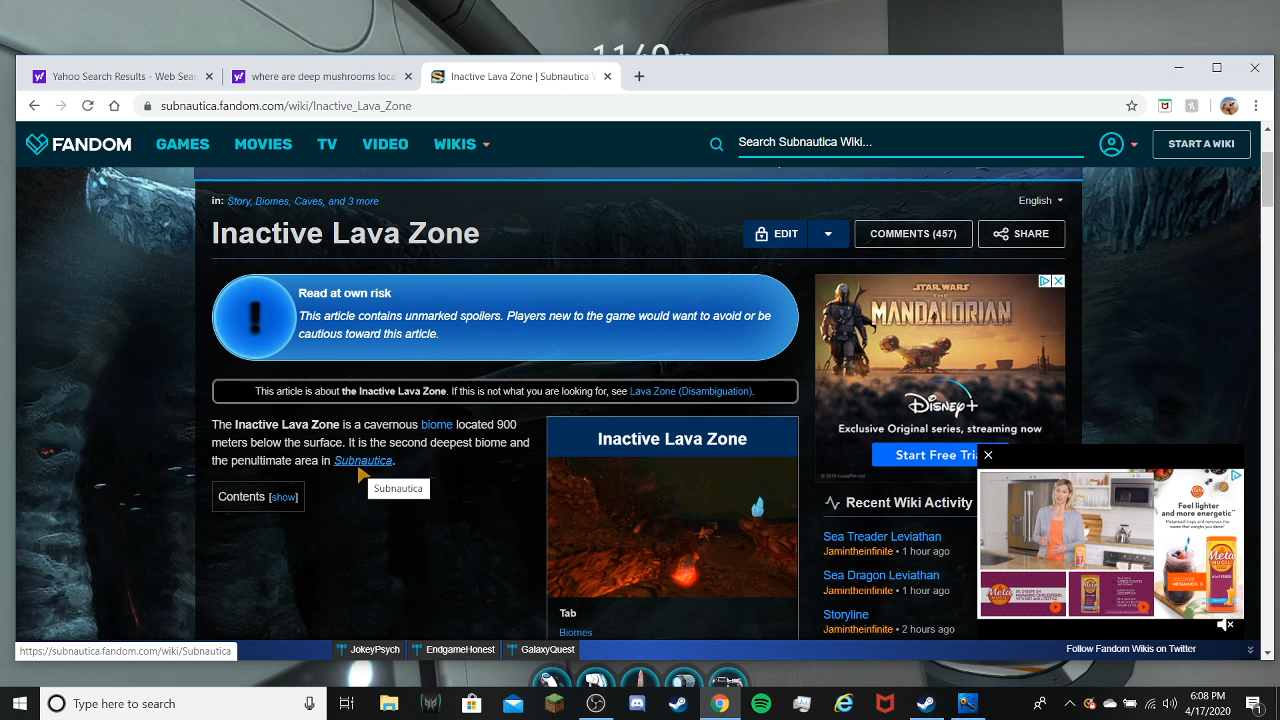 1140m
Yahoo Search Results - Web Sea
where are deep mushrooms loca
Inactive Lava Zone | Subnautica W
subnautica.fandom.com/wiki/Inactive_Lava_Zone
FANDOM
GAMES
MOVIES
TV
VIDEO
WIKIS
Search Subnautica Wiki...
START A WIKI
in: Story, Biomes, Caves, and 3 more
English
Inactive Lava Zone
EDIT
COMMENTS (457)
SHARE
Read at own risk
This article contains unmarked spoilers. Players new to the game would want to avoid or be
cautious toward this article.
This article is about the Inactive Lava Zone. If this is not what you are looking for, see Lava Zone (Disambiguation).
The Inactive Lava Zone is a cavernous biome located 900
meters below the surface. It is the second deepest biome and
the penultimate area in Subnautica.
Subnautica
Contents [show]
Inactive Lava Zone
Tab
Biomes
STAR WARS
THE
MANDALORIAN
Disney+
Exclusive Original series, streaming now
Start Free Tria
Recent Wiki Activity
Sea Treader Leviathan
Jamintheinfinite • 1 hour ago
Sea Dragon Leviathan
Jamintheinfinite • 1 hour ago
Storyline
Jamintheinfinite • 2 hours ago
Feel lighter
and more energetic
Meta
MUCIL
https://subnautica.fandom.com/wiki/Subnautica
JokeyPsych
EndgameHonest
GalaxyQuest
Follow Fandom Wikis on Twitter
Type here to search
6:08 PM
4/17/2020